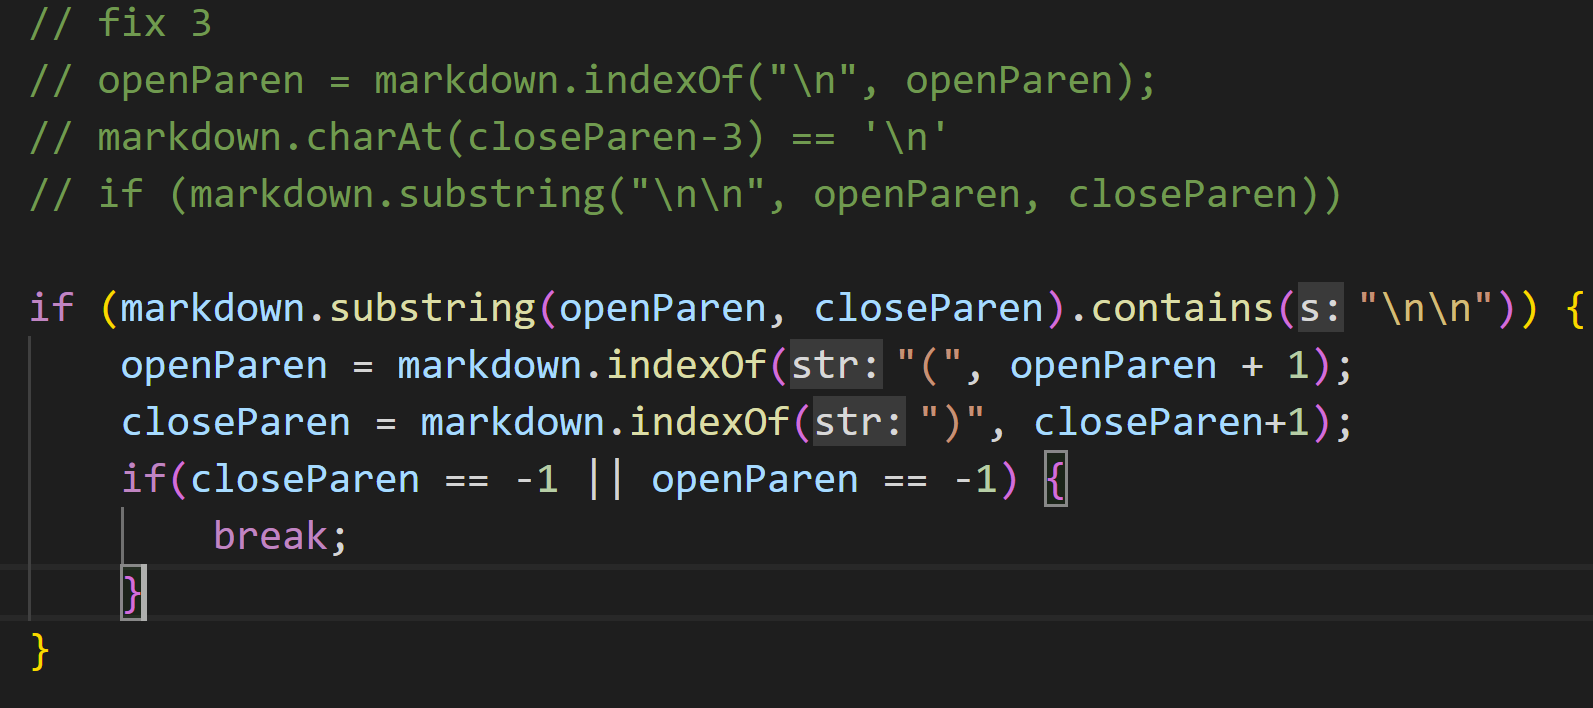 // fix 3
// openParen = markdown.indexOf("\n", openParen);
// markdown.charAt(closeParen-3) == '\n'
// if (markdown.substring("\n\n", openParen, closeParen))
if (markdown.substring(openParen, closeParen).contains(s: "\n\n")) {
openParen = markdown.indexOf(str: "(", openParen + 1);
closeParen = markdown.indexOf(str: ")", closeParen+1);
if(closeParen == -1 || openParen == -1) {
break;
}
}